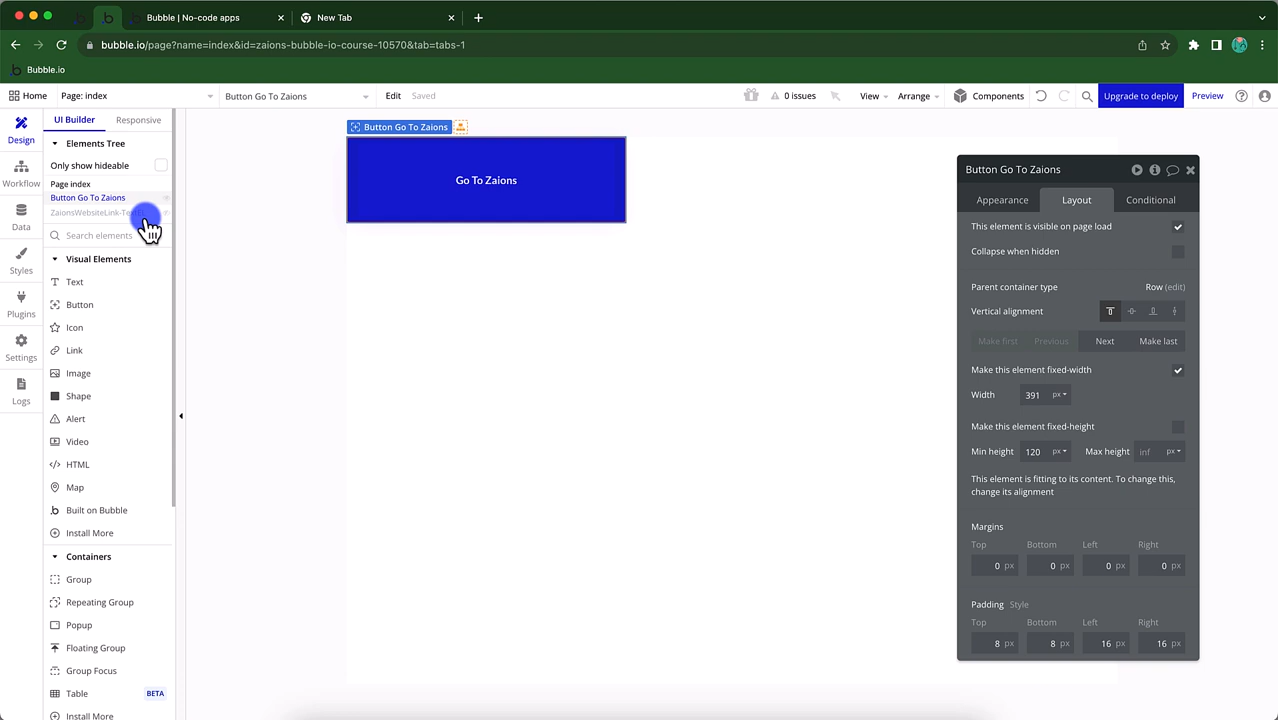 Bubble | No-code apps
New Tab
bubble.io/page?name=index&id=zaions-bubble-io-course-10570&tab=tabs-1
Bubble.io
Home
Page: index
Button Go To Zaions
Edit
Saved
0 issues
View
Arrange
Components
Upgrade to deploy
Preview
Design
Workflow
Data
Styles
Plugins
Settings
Logs
UI Builder
Responsive
Elements Tree
Only show hideable
Page index
Button Go To Zaions
Search elements
Visual Elements
Text
Button
Icon
Link
Image
Shape
Alert
Video
HTML
Map
Built on Bubble
Install More
Containers
Group
Repeating Group
Popup
Floating Group
Group Focus
Table BETA
Install More
Button Go To Zaions
Go To Zaions
Button Go To Zaions
Appearance Layout Conditional
This element is visible on page load
Collapse when hidden
Parent container type Row (edit)
Vertical alignment
Make first Previous Next Make last
Make this element fixed-width
Width 391 px
Make this element fixed-height
Min height 120 px Max height inf px
This element is fitting to its content. To change this,
change its alignment
Margins
Top Bottom Left Right
0 px 0 px 0 px 0 px
Padding Style
Top Bottom Left Right
8 px 8 px 16 px 16 px